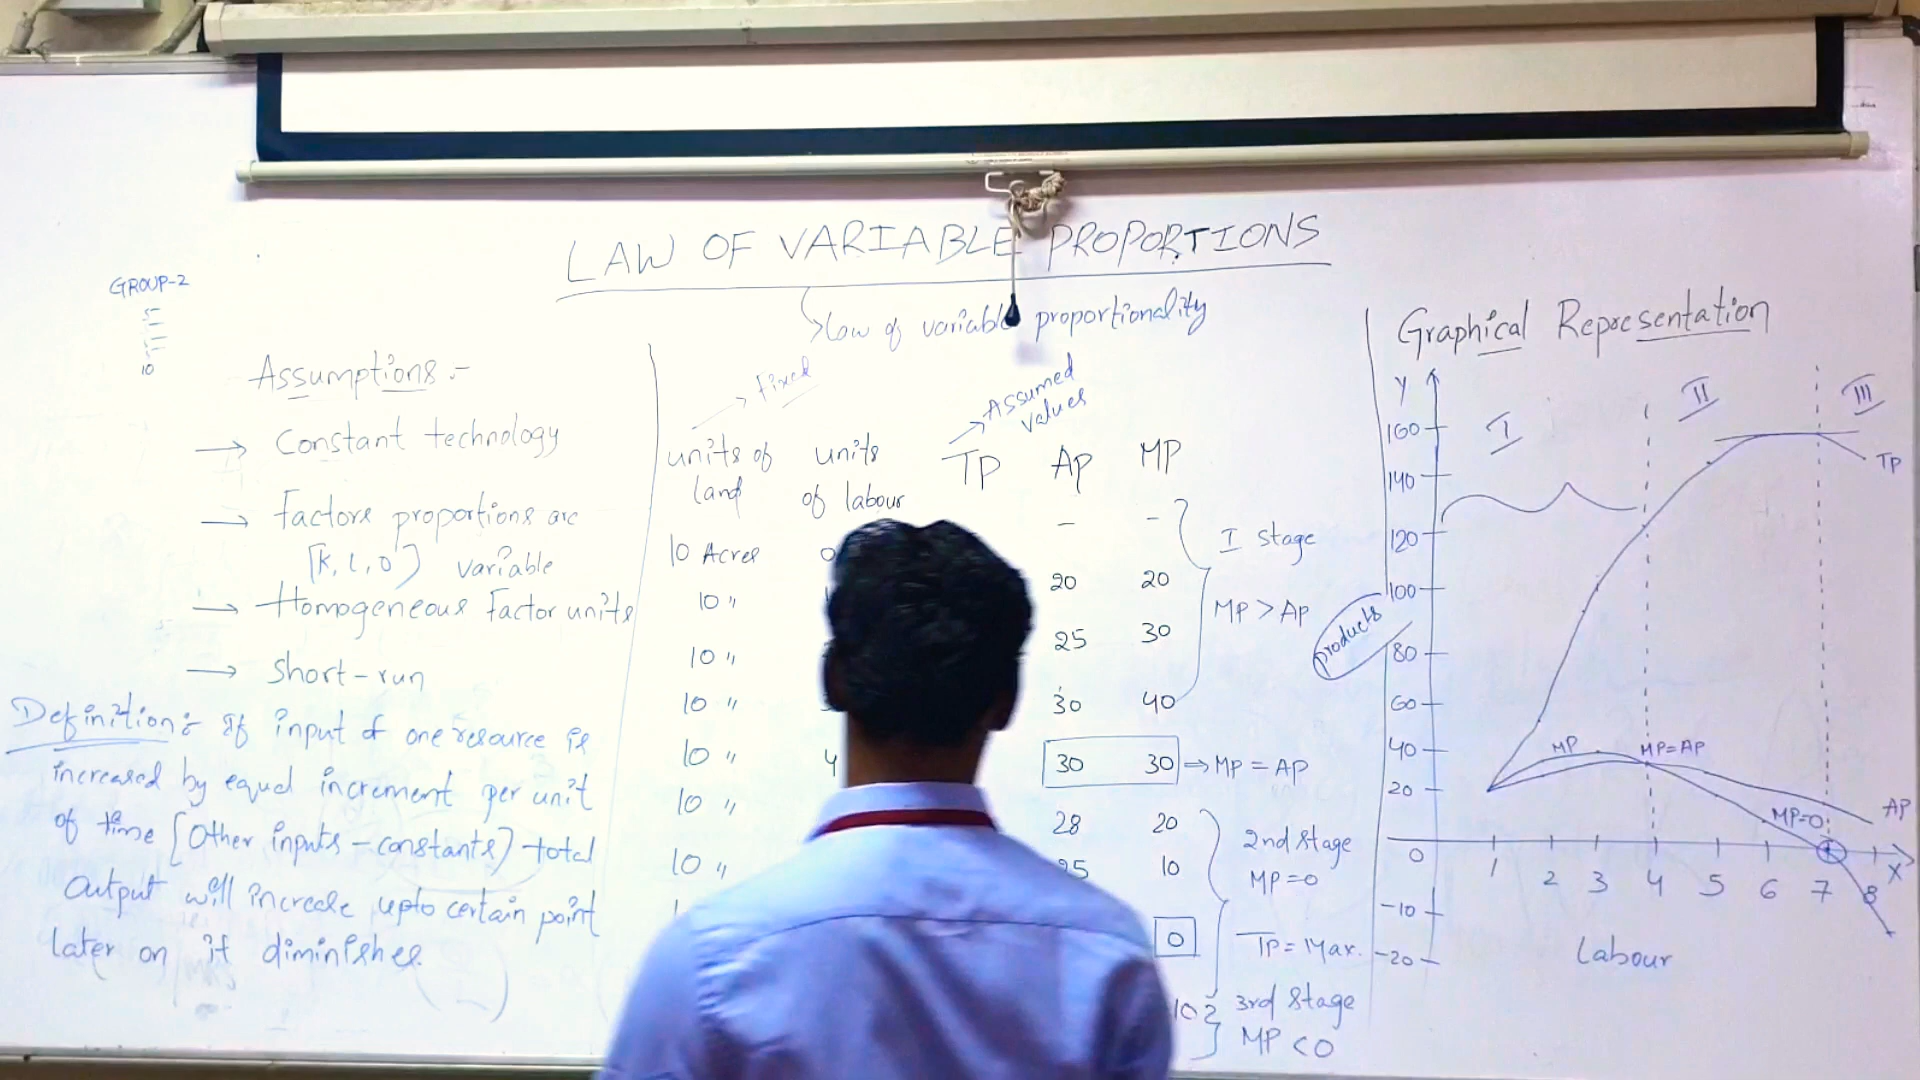 LAW OF VARIABLE PROPORTIONS
Law of variable proportionality
GROUP-2
10
Assumptions :-
→ Constant technology
→ Factors proportions are
[K, L, O] variable
→ Homogeneous Factor units
→ Short-run
Definition :- If input of one resource is
increased by equal increment per unit
of time [Other inputs - constants] total
Output will increase upto certain point
later on it diminishes.
Fixed
Assumed
values
units of land
units of labour
TP
AP
MP
10 Acres 0 - -
10 " 20 20
10 " 25 30
10 " 30 40
10 " 4 30 30 → MP = AP
10 " 28 20
10 " 10
0
10
I stage
MP > AP
2nd stage
MP=0
TP = Max.
3rd stage
MP <0
Graphical Representation
Y
I
II
III
160
140
120
100
80
60
40
20
0
-10
-20
products
TP
MP
MP=AP
AP
MP=0
1 2 3 4 5 6 7 8 X
Labour